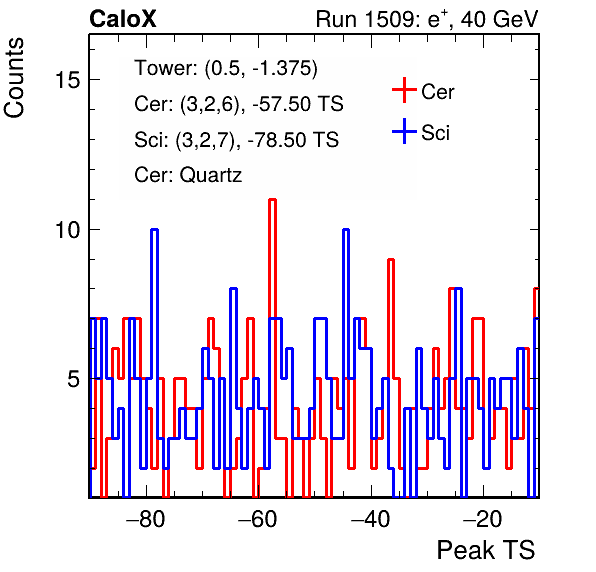 CaloX Run 1509: e⁺, 40 GeV
Counts
Tower: (0.5, -1.375)
Cer: (3,2,6), -57.50 TS
Sci: (3,2,7), -78.50 TS
Cer: Quartz
Cer
Sci
15
10
5
−80 −60 −40 −20
Peak TS